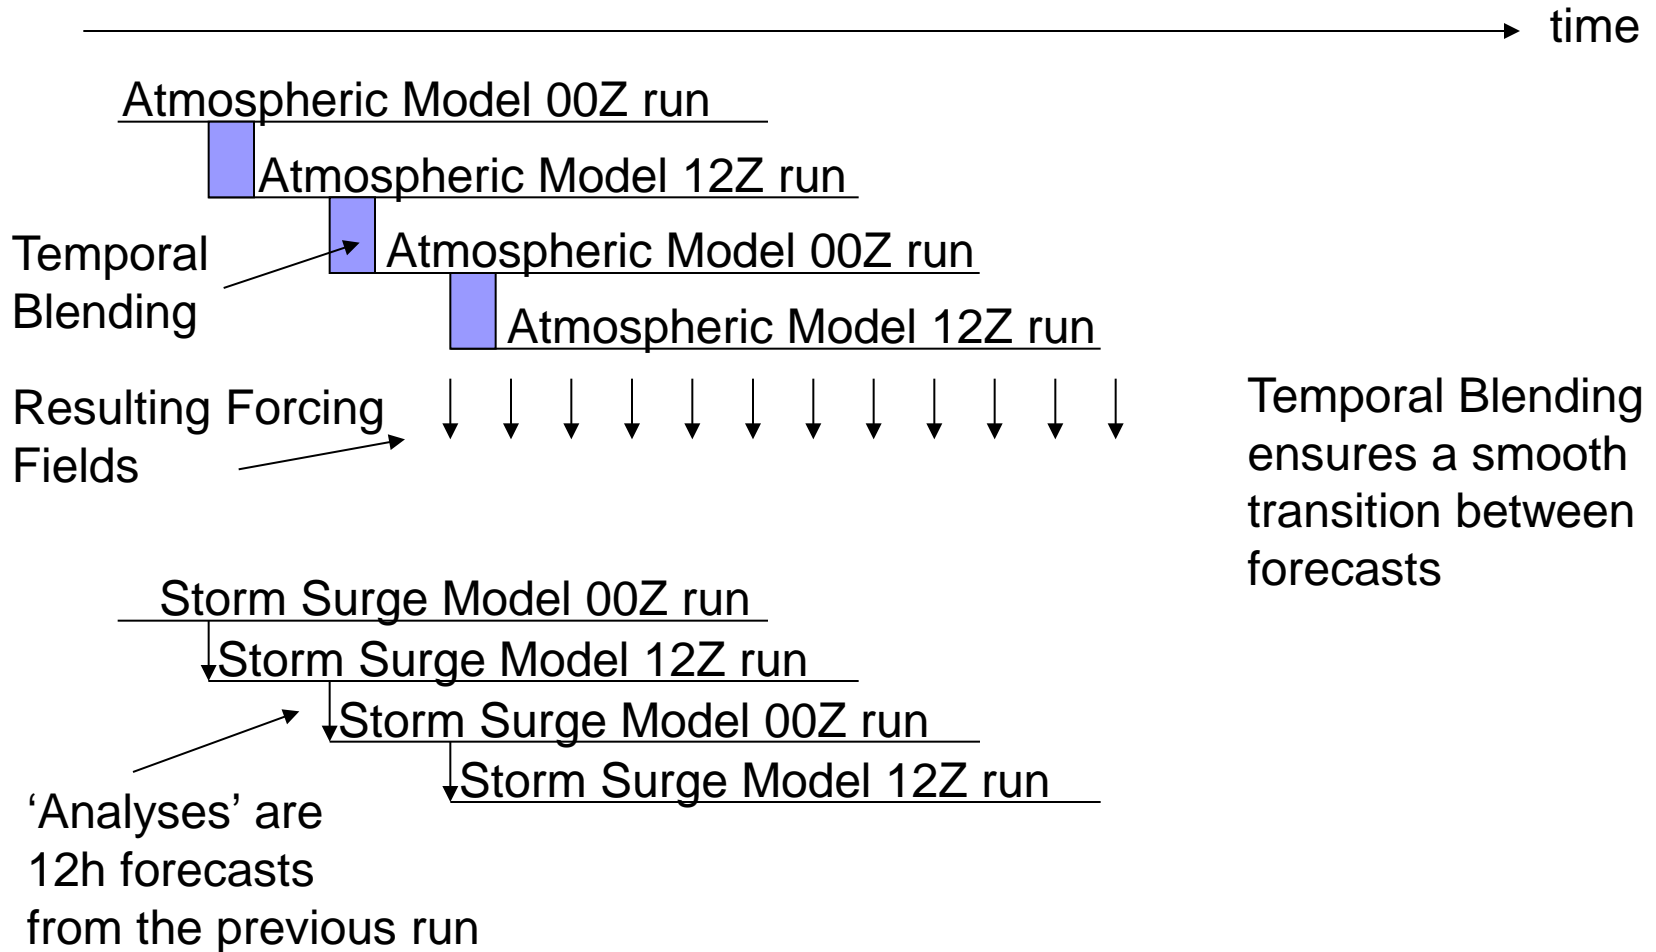 time
Atmospheric Model 00Z run
Atmospheric Model 12Z run
Temporal
Blending
Atmospheric Model 00Z run
Atmospheric Model 12Z run
Resulting Forcing
Fields
Temporal Blending
ensures a smooth
transition between
forecasts
Storm Surge Model 00Z run
Storm Surge Model 12Z run
Storm Surge Model 00Z run
Storm Surge Model 12Z run
‘Analyses’ are
12h forecasts
from the previous run